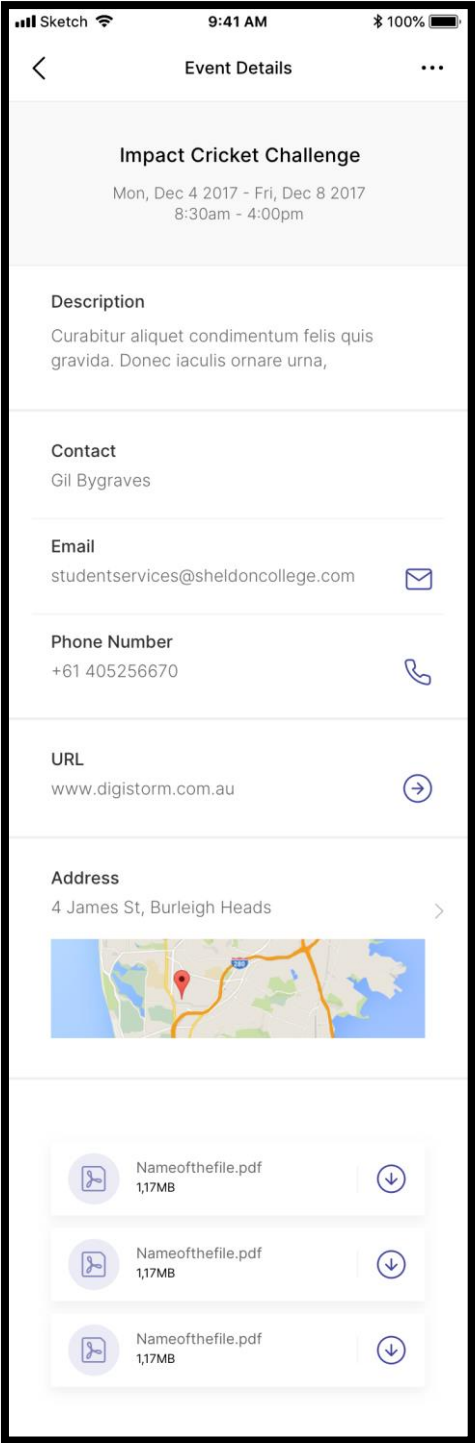 Sketch
9:41 AM
100%
Event Details
Impact Cricket Challenge
Mon, Dec 4 2017 - Fri, Dec 8 2017
8:30am - 4:00pm
Description
Curabitur aliquet condimentum felis quis
gravida. Donec iaculis ornare urna,
Contact
Gil Bygraves
Email
studentservices@sheldoncollege.com
Phone Number
+61 405256670
URL
www.digistorm.com.au
Address
4 James St, Burleigh Heads
280
Nameofthefile.pdf
1,17MB
Nameofthefile.pdf
1,17MB
Nameofthefile.pdf
1,17MB